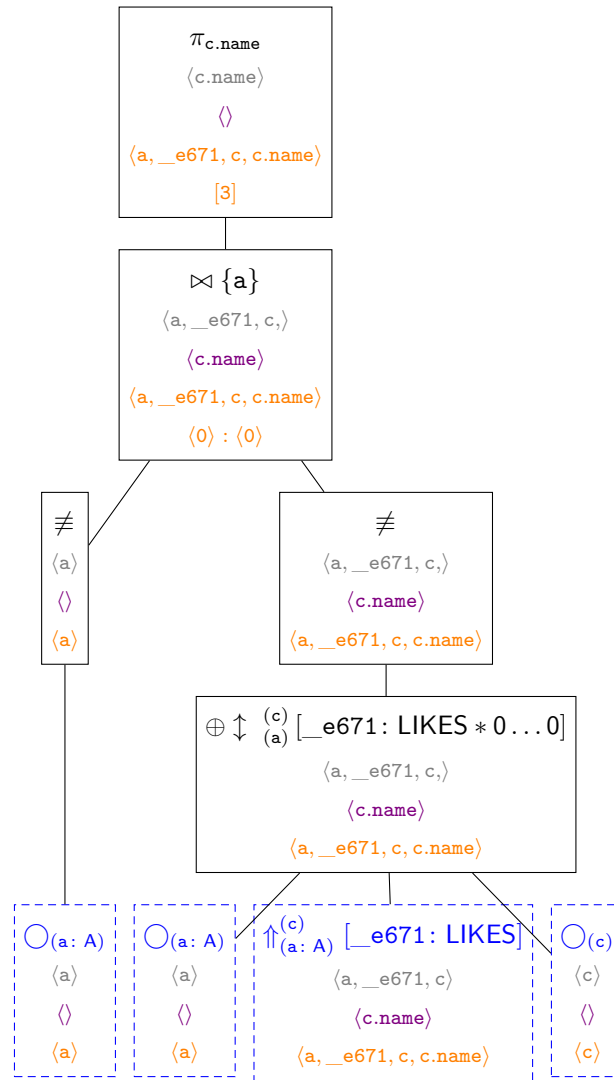 π c.name
⟨c.name⟩
⟨⟩
⟨a, __e671, c, c.name⟩
[3]
⋈ {a}
⟨a, __e671, c,⟩
⟨c.name⟩
⟨a, __e671, c, c.name⟩
⟨0⟩ : ⟨0⟩
≢
⟨a⟩
⟨⟩
⟨a⟩
≢
⟨a, __e671, c,⟩
⟨c.name⟩
⟨a, __e671, c, c.name⟩
⊕ ↕ (c) (a) [__e671: LIKES * 0 … 0]
⟨a, __e671, c,⟩
⟨c.name⟩
⟨a, __e671, c, c.name⟩
◯(a: A)
⟨a⟩
⟨⟩
⟨a⟩
◯(a: A)
⟨a⟩
⟨⟩
⟨a⟩
⇑ (c) (a: A) [__e671: LIKES]
⟨a, __e671, c⟩
⟨c.name⟩
⟨a, __e671, c, c.name⟩
◯(c)
⟨c⟩
⟨⟩
⟨c⟩